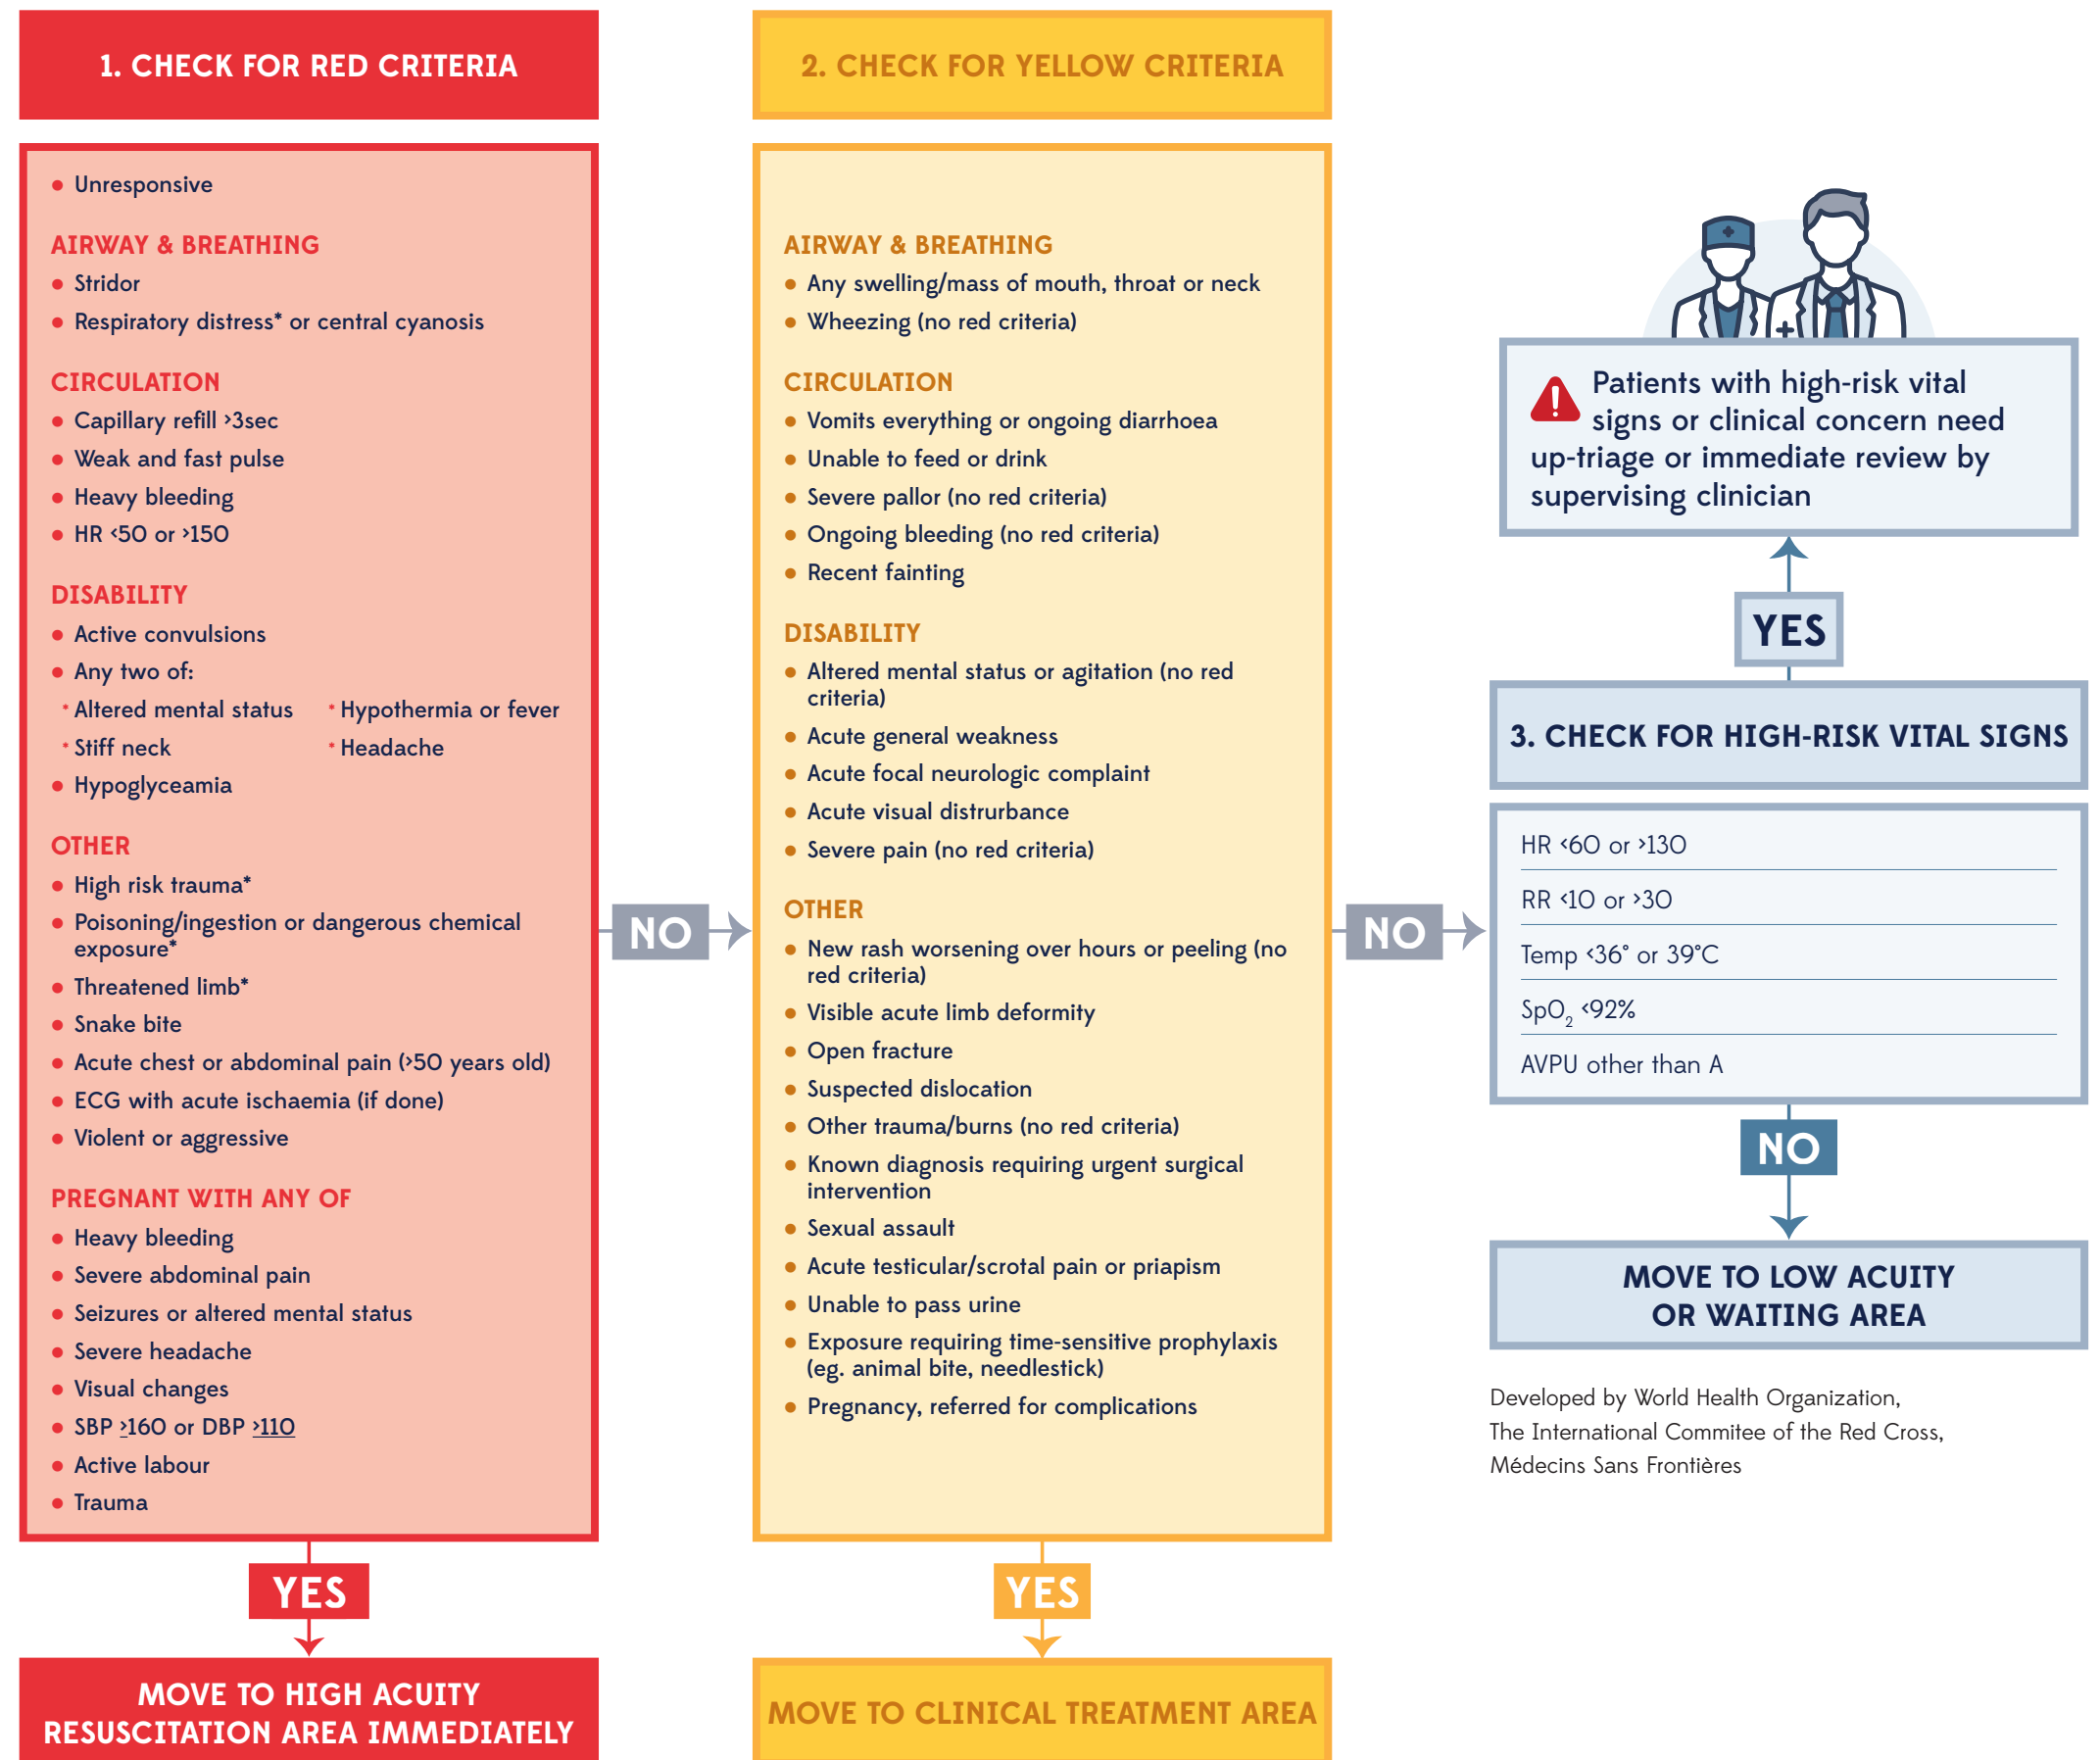 1. CHECK FOR RED CRITERIA
• Unresponsive
AIRWAY & BREATHING
• Stridor
• Respiratory distress* or central cyanosis
CIRCULATION
• Capillary refill >3sec
• Weak and fast pulse
• Heavy bleeding
• HR <50 or >150
DISABILITY
• Active convulsions
• Any two of:
* Altered mental status * Hypothermia or fever
* Stiff neck * Headache
• Hypoglyceamia
OTHER
• High risk trauma*
• Poisoning/ingestion or dangerous chemical
exposure*
• Threatened limb*
• Snake bite
• Acute chest or abdominal pain (>50 years old)
• ECG with acute ischaemia (if done)
• Violent or aggressive
PREGNANT WITH ANY OF
• Heavy bleeding
• Severe abdominal pain
• Seizures or altered mental status
• Severe headache
• Visual changes
• SBP >160 or DBP >110
• Active labour
• Trauma
YES
MOVE TO HIGH ACUITY
RESUSCITATION AREA IMMEDIATELY
NO
2. CHECK FOR YELLOW CRITERIA
AIRWAY & BREATHING
• Any swelling/mass of mouth, throat or neck
• Wheezing (no red criteria)
CIRCULATION
• Vomits everything or ongoing diarrhoea
• Unable to feed or drink
• Severe pallor (no red criteria)
• Ongoing bleeding (no red criteria)
• Recent fainting
DISABILITY
• Altered mental status or agitation (no red
criteria)
• Acute general weakness
• Acute focal neurologic complaint
• Acute visual distrurbance
• Severe pain (no red criteria)
OTHER
• New rash worsening over hours or peeling (no
red criteria)
• Visible acute limb deformity
• Open fracture
• Suspected dislocation
• Other trauma/burns (no red criteria)
• Known diagnosis requiring urgent surgical
intervention
• Sexual assault
• Acute testicular/scrotal pain or priapism
• Unable to pass urine
• Exposure requiring time-sensitive prophylaxis
(eg. animal bite, needlestick)
• Pregnancy, referred for complications
YES
MOVE TO CLINICAL TREATMENT AREA
NO
! Patients with high-risk vital
signs or clinical concern need
up-triage or immediate review by
supervising clinician
YES
3. CHECK FOR HIGH-RISK VITAL SIGNS
HR <60 or >130
RR <10 or >30
Temp <36° or 39°C
SpO₂ <92%
AVPU other than A
NO
MOVE TO LOW ACUITY
OR WAITING AREA
Developed by World Health Organization,
The International Commitee of the Red Cross,
Médecins Sans Frontières